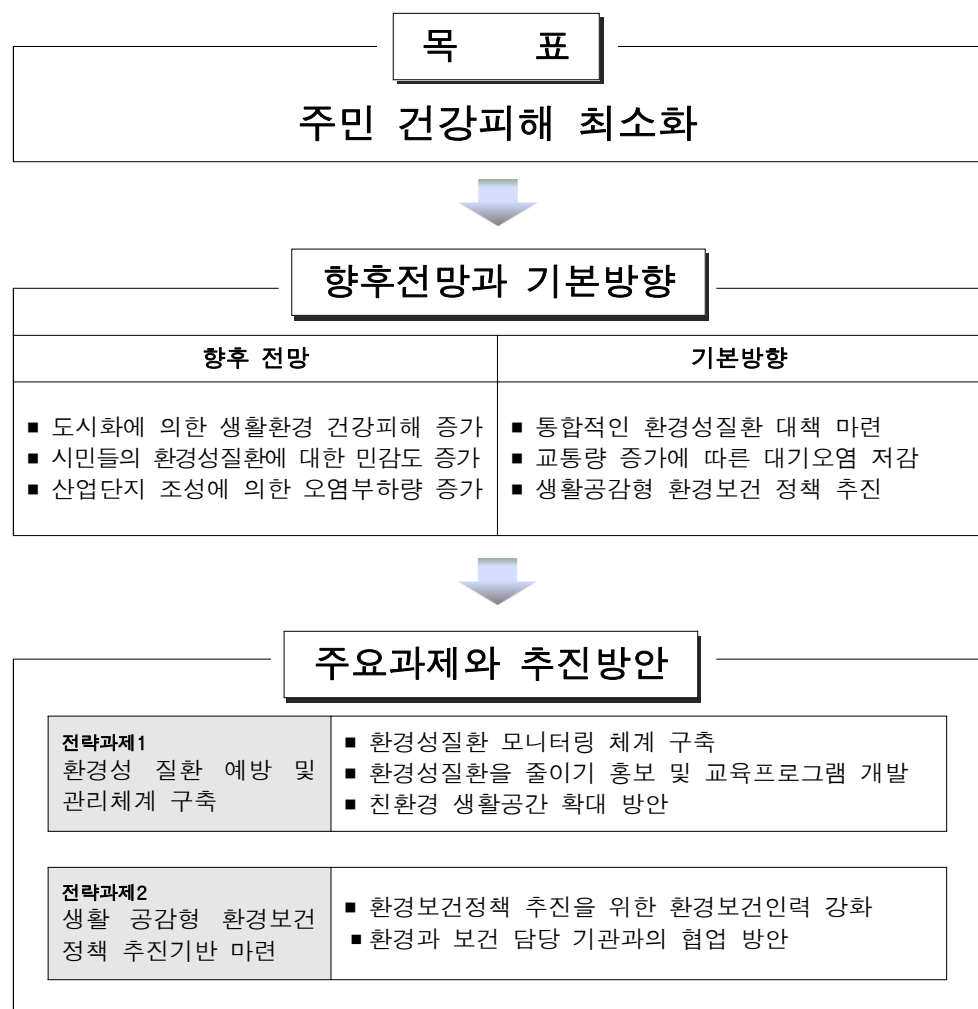 목 표
주민 건강피해 최소화
향후전망과 기본방향
향후 전망
기본방향
■ 도시화에 의한 생활환경 건강피해 증가
■ 시민들의 환경성질환에 대한 민감도 증가
■ 산업단지 조성에 의한 오염부하량 증가
■ 통합적인 환경성질환 대책 마련
■ 교통량 증가에 따른 대기오염 저감
■ 생활공감형 환경보건 정책 추진
주요과제와 추진방안
전략과제1
환경성 질환 예방 및
관리체계 구축
■ 환경성질환 모니터링 체계 구축
■ 환경성질환을 줄이기 홍보 및 교육프로그램 개발
■ 친환경 생활공간 확대 방안
전략과제2
생활 공감형 환경보건
정책 추진기반 마련
■ 환경보건정책 추진을 위한 환경보건인력 강화
■환경과 보건 담당 기관과의 협업 방안